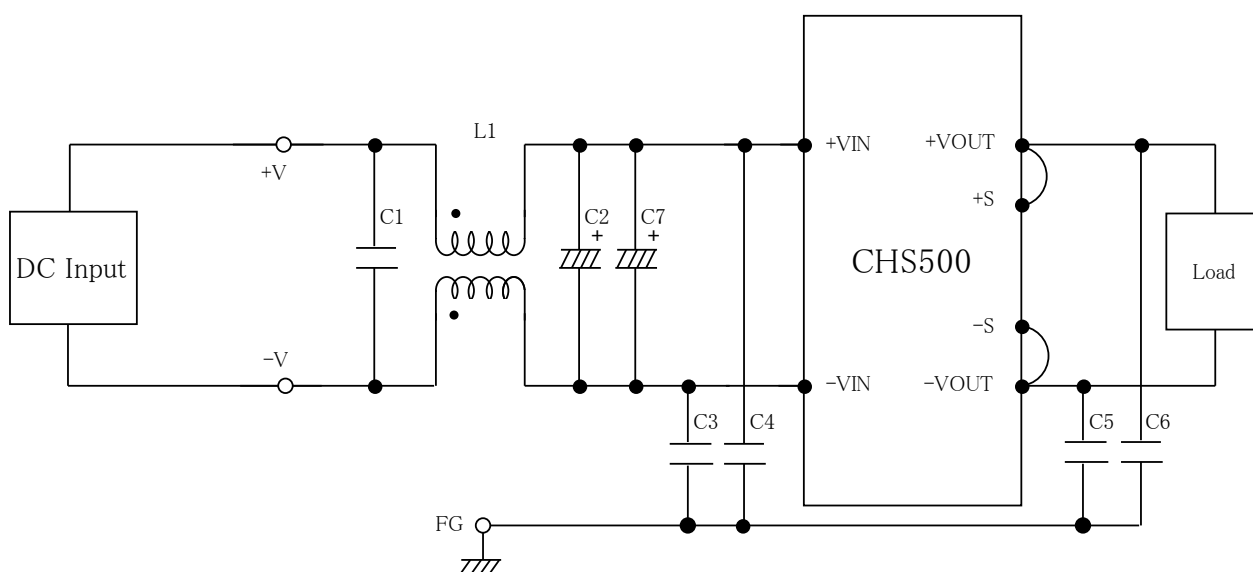 L1
+V
+VIN
+VOUT
C1
C2
+
C7
+
+S
DC Input
CHS500
Load
−S
−V
−VIN
−VOUT
C3
C4
C5
C6
FG